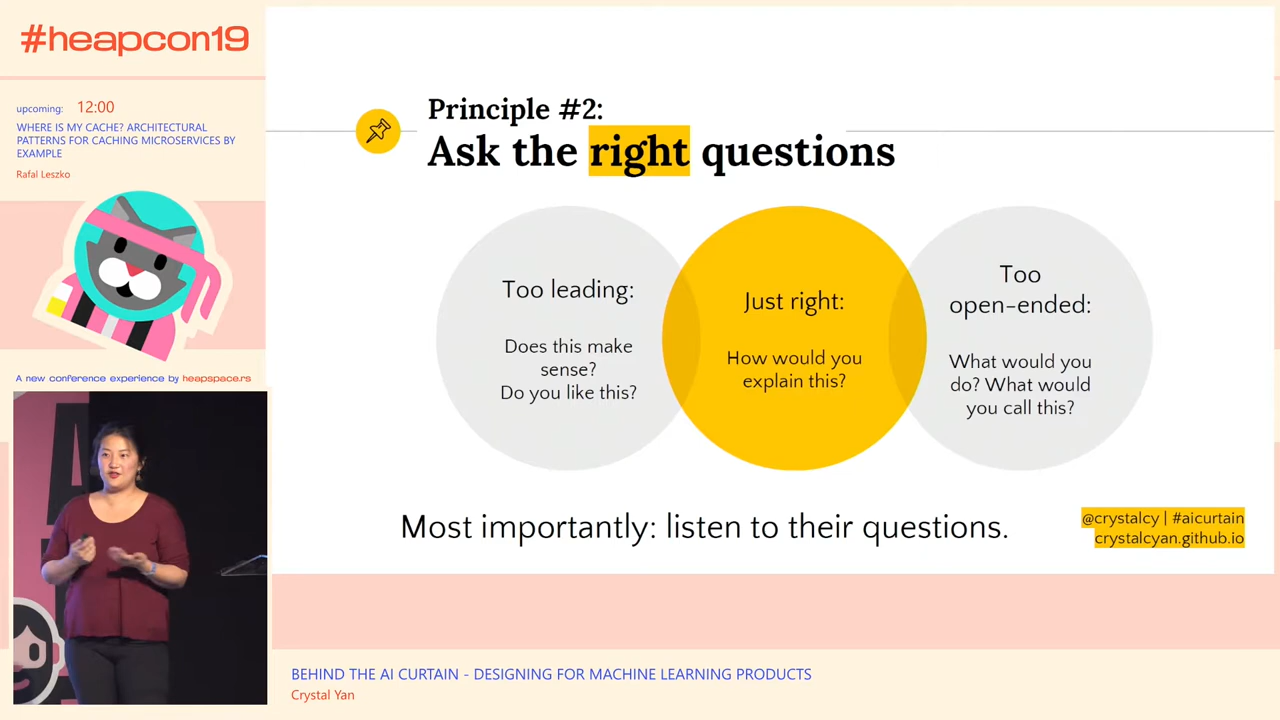 #heapcon19
upcoming: 12:00
WHERE IS MY CACHE? ARCHITECTURAL
PATTERNS FOR CACHING MICROSERVICES BY
EXAMPLE
Rafal Leszko
A new conference experience by heapspace.rs
Principle #2:
Ask the right questions
Too leading:
Does this make
sense?
Do you like this?
Just right:
How would you
explain this?
Too
open-ended:
What would you
do? What would
you call this?
Most importantly: listen to their questions.
@crystalcy | #aicurtain
crystalcyan.github.io
BEHIND THE AI CURTAIN - DESIGNING FOR MACHINE LEARNING PRODUCTS
Crystal Yan